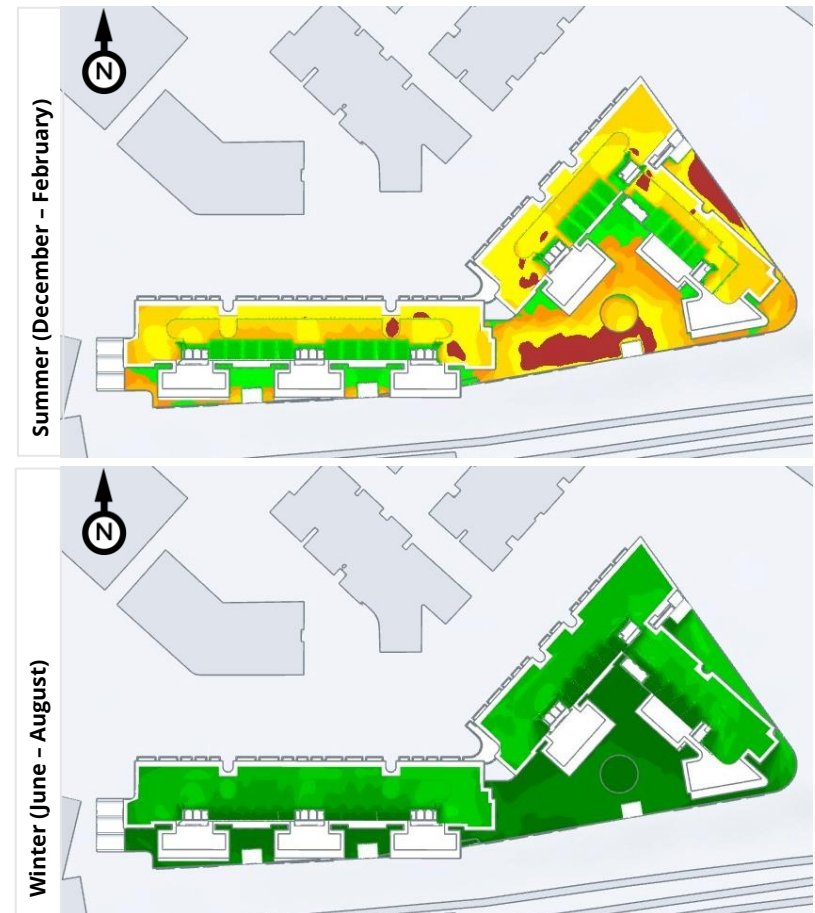 Summer (December – February)
N
Winter (June – August)
N